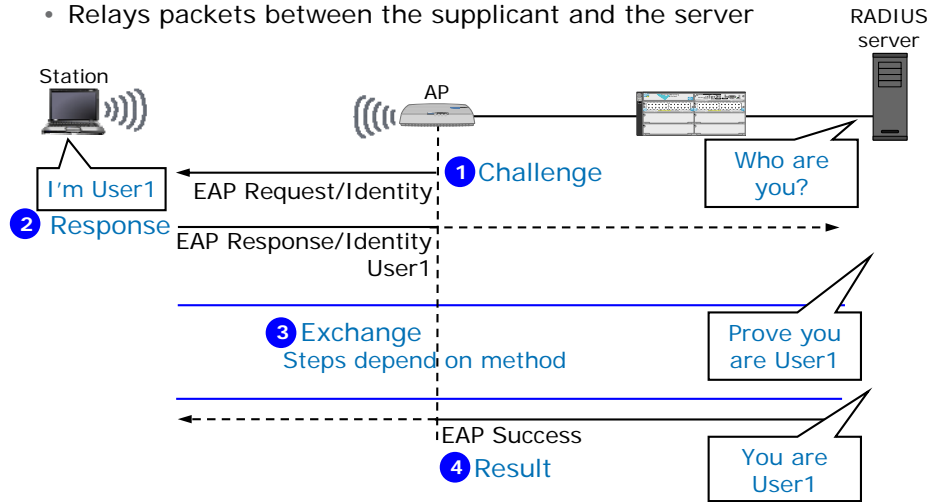 • Relays packets between the supplicant and the server
RADIUS
server
Station
AP
I'm User1
1 Challenge
EAP Request/Identity
Who are
you?
2 Response
EAP Response/Identity
User1
3 Exchange
Steps depend on method
Prove you
are User1
EAP Success
4 Result
You are
User1